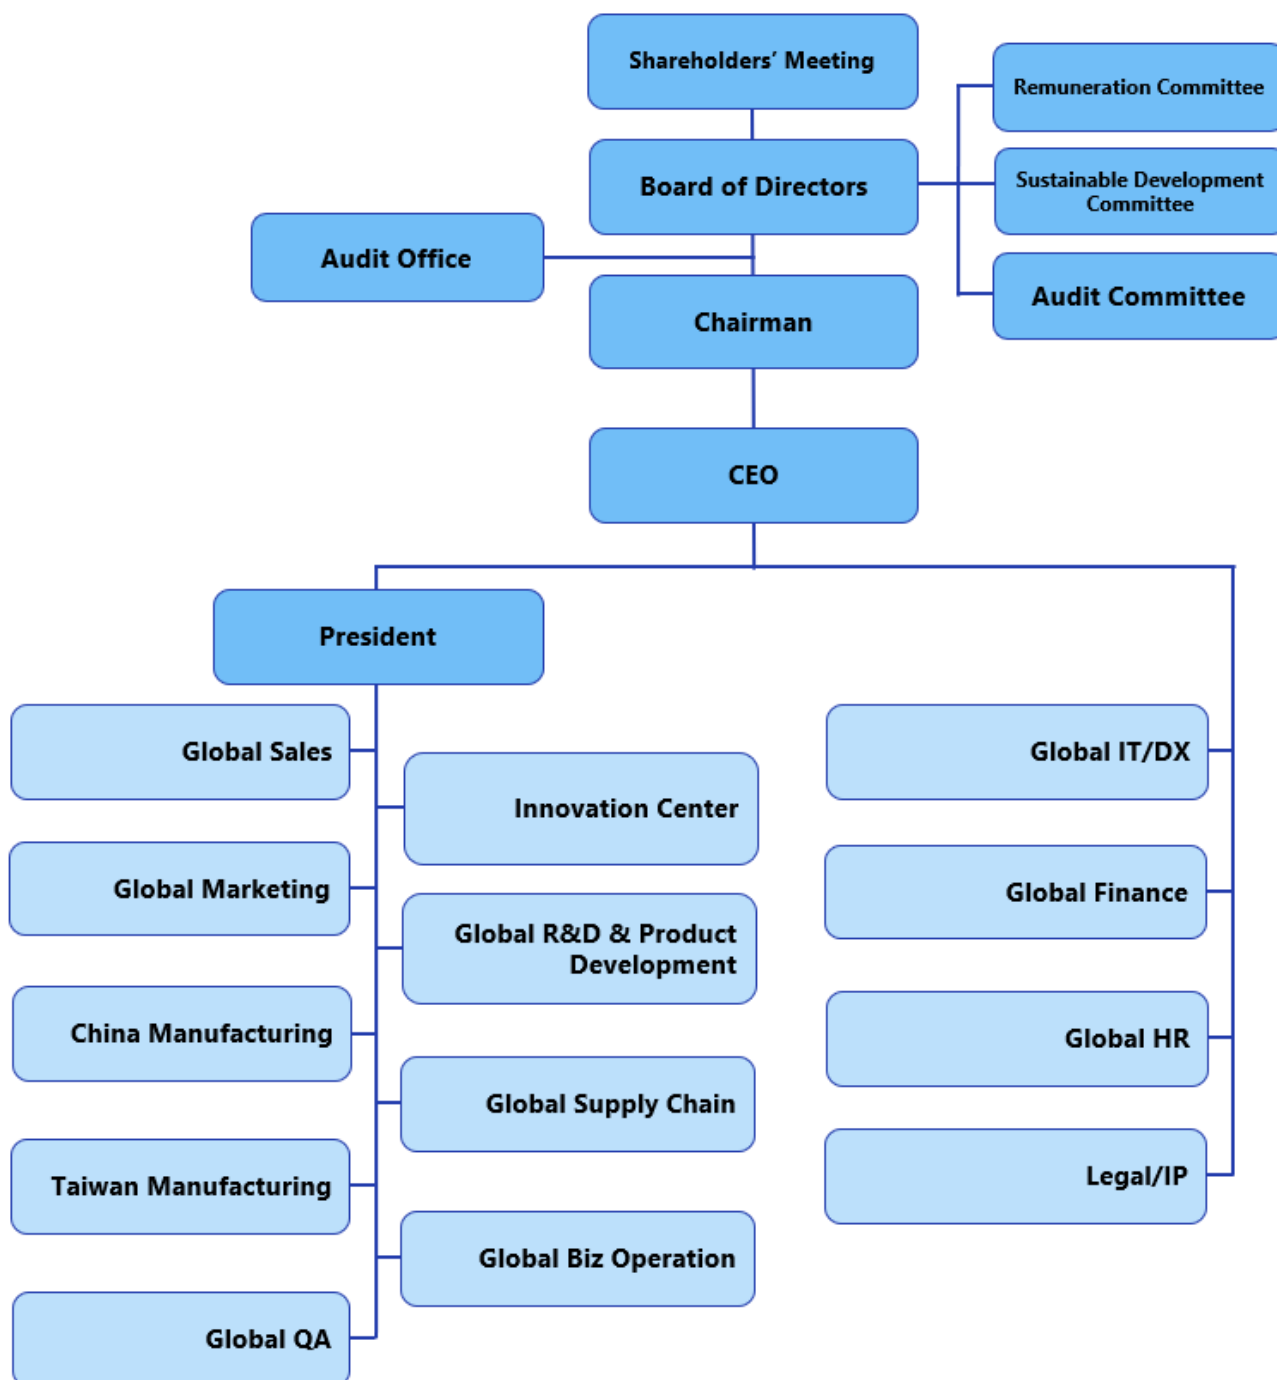 Shareholders’ Meeting
Remuneration Committee
Board of Directors
Sustainable Development
Committee
Audit Office
Audit Committee
Chairman
CEO
President
Global Sales
Innovation Center
Global Marketing
Global R&D & Product
Development
China Manufacturing
Global Supply Chain
Taiwan Manufacturing
Global Biz Operation
Global QA
Global IT/DX
Global Finance
Global HR
Legal/IP